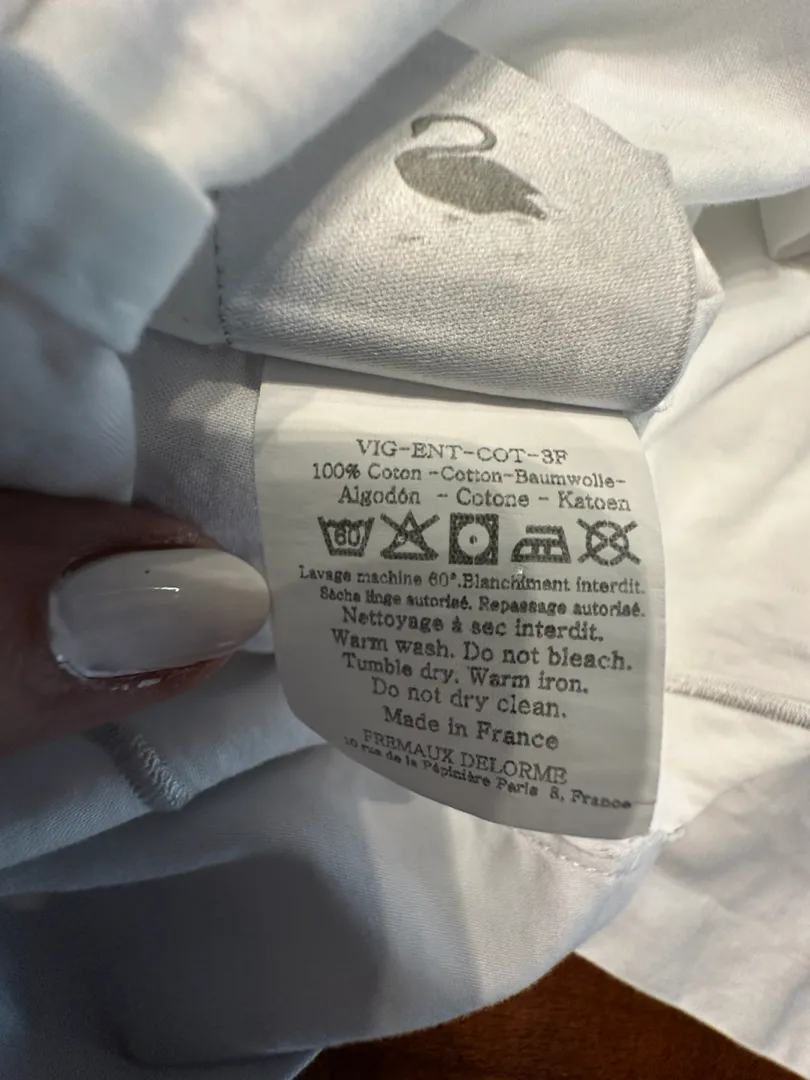 VIG-ENT-COT-3F
100% Coton -Cotton-Baumwolle-
Algodón - Cotone - Katoen
60
Lavage machine 60°.Blanchiment interdit.
Sèche linge autorisé. Repassage autorisé.
Nettoyage à sec interdit.
Warm wash. Do not bleach.
Tumble dry. Warm iron.
Do not dry clean.
Made in France
FREMAUX DELORME
10 rue de la Pépinière Paris 8, France